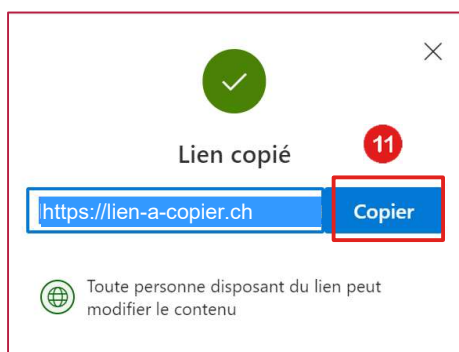 Lien copié
11
https://lien-a-copier.ch
Copier
Toute personne disposant du lien peut
modifier le contenu